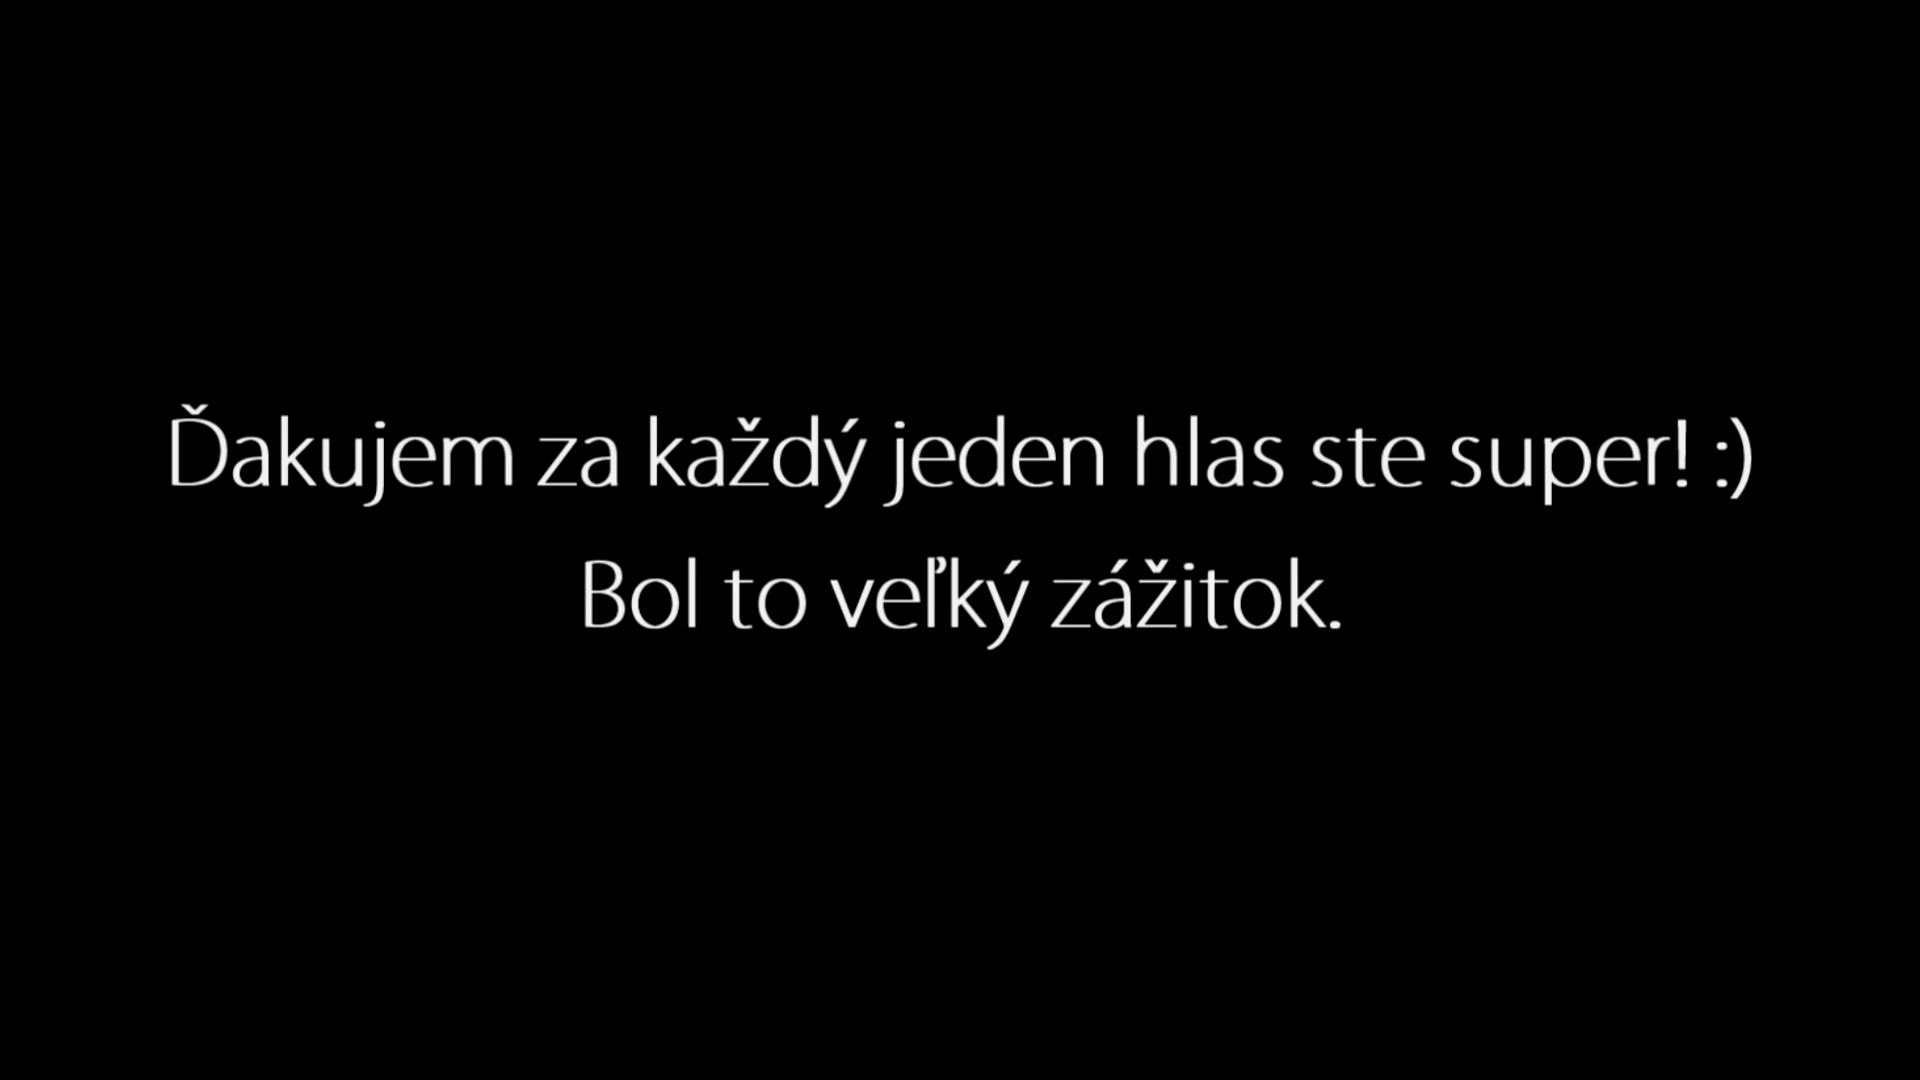 Ďakujem za každý jeden hlas ste super! :)
Bol to veľký zážitok.